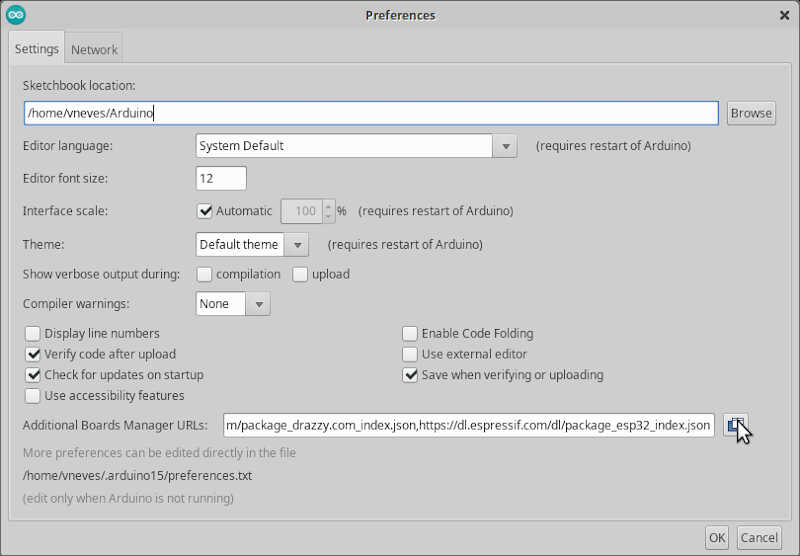 Preferences
Settings Network
Sketchbook location:
/home/vneves/Arduino Browse
Editor language: System Default (requires restart of Arduino)
Editor font size: 12
Interface scale: Automatic 100 % (requires restart of Arduino)
Theme: Default theme (requires restart of Arduino)
Show verbose output during: compilation upload
Compiler warnings: None
Display line numbers Enable Code Folding
Verify code after upload Use external editor
Check for updates on startup Save when verifying or uploading
Use accessibility features
Additional Boards Manager URLs: m/package_drazzy.com_index.json,https://dl.espressif.com/dl/package_esp32_index.json
More preferences can be edited directly in the file
/home/vneves/.arduino15/preferences.txt
(edit only when Arduino is not running)
OK Cancel